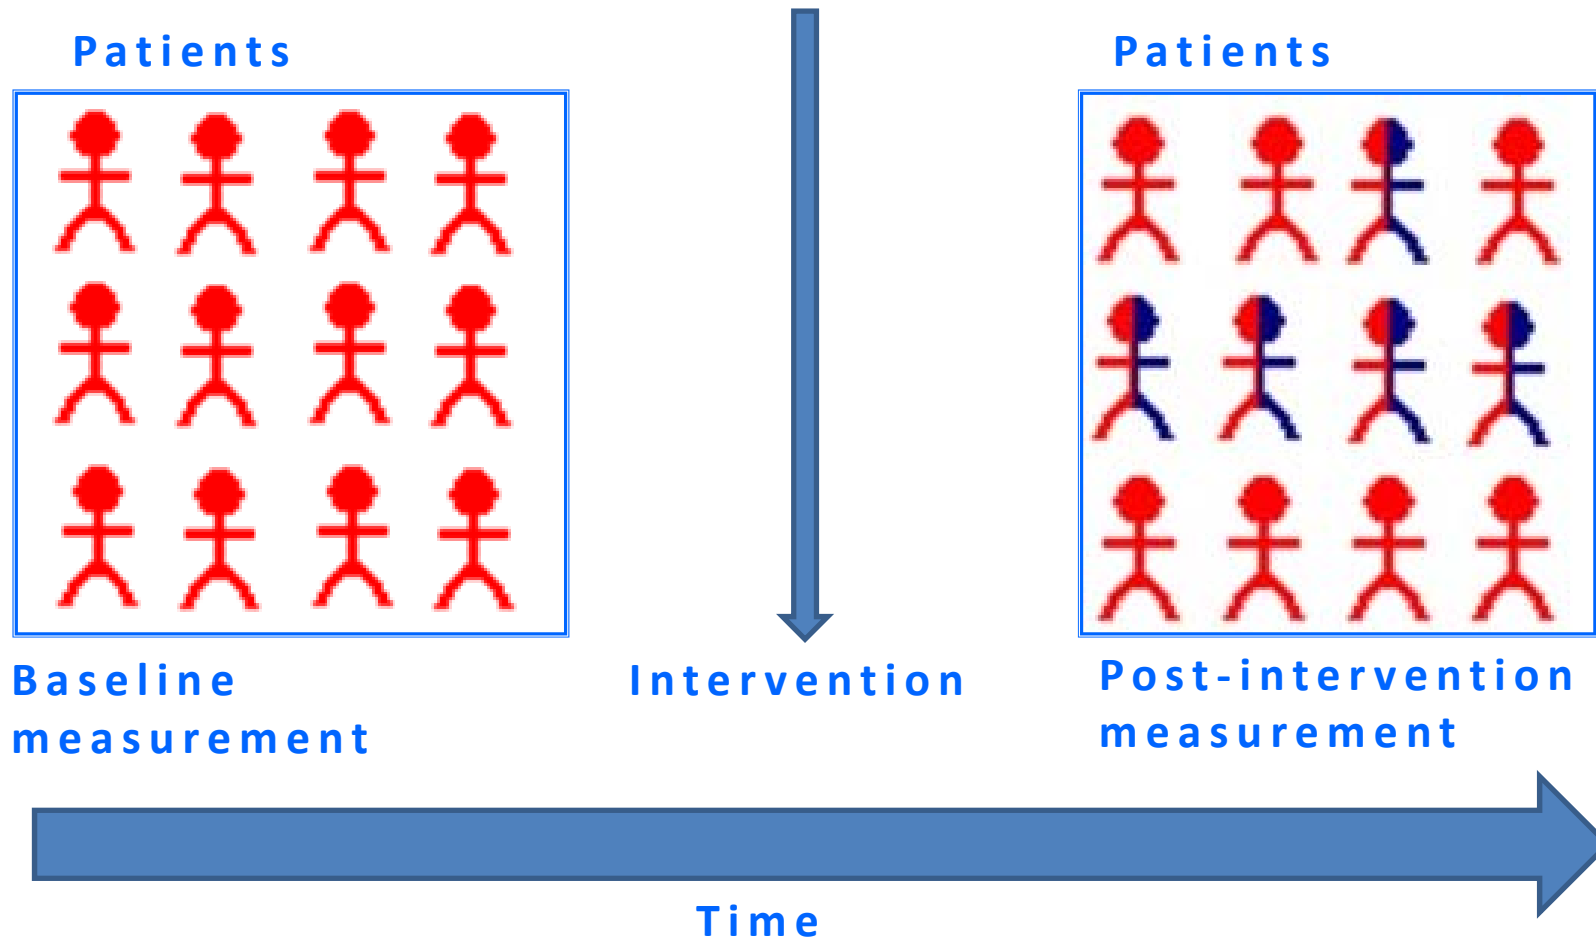 Patients
Patients
Baseline
measurement
Intervention
Post-intervention
measurement
Time